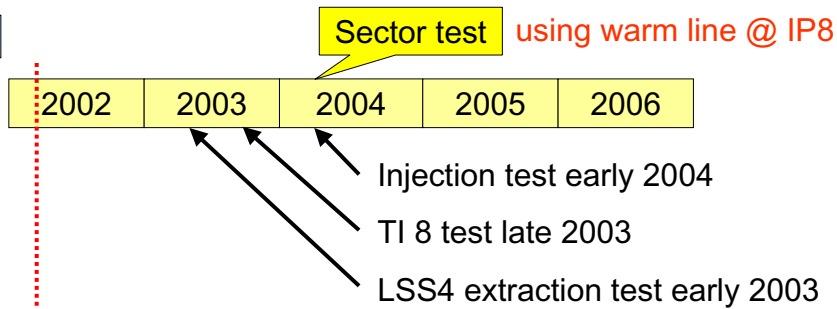 Sector test using warm line @ IP8
2002 2003 2004 2005 2006
Injection test early 2004
TI 8 test late 2003
LSS4 extraction test early 2003